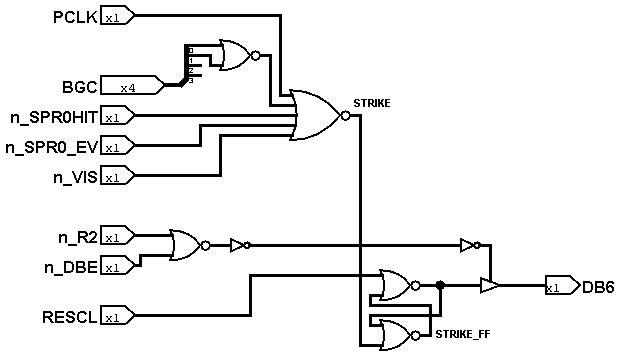 PCLK x1
0
1
2
3
BGC x4
STRIKE
n_SPR0HIT x1
n_SPR0_EV x1
n_VIS x1
n_R2 x1
n_DBE x1
x1 DB6
RESCL x1
STRIKE_FF